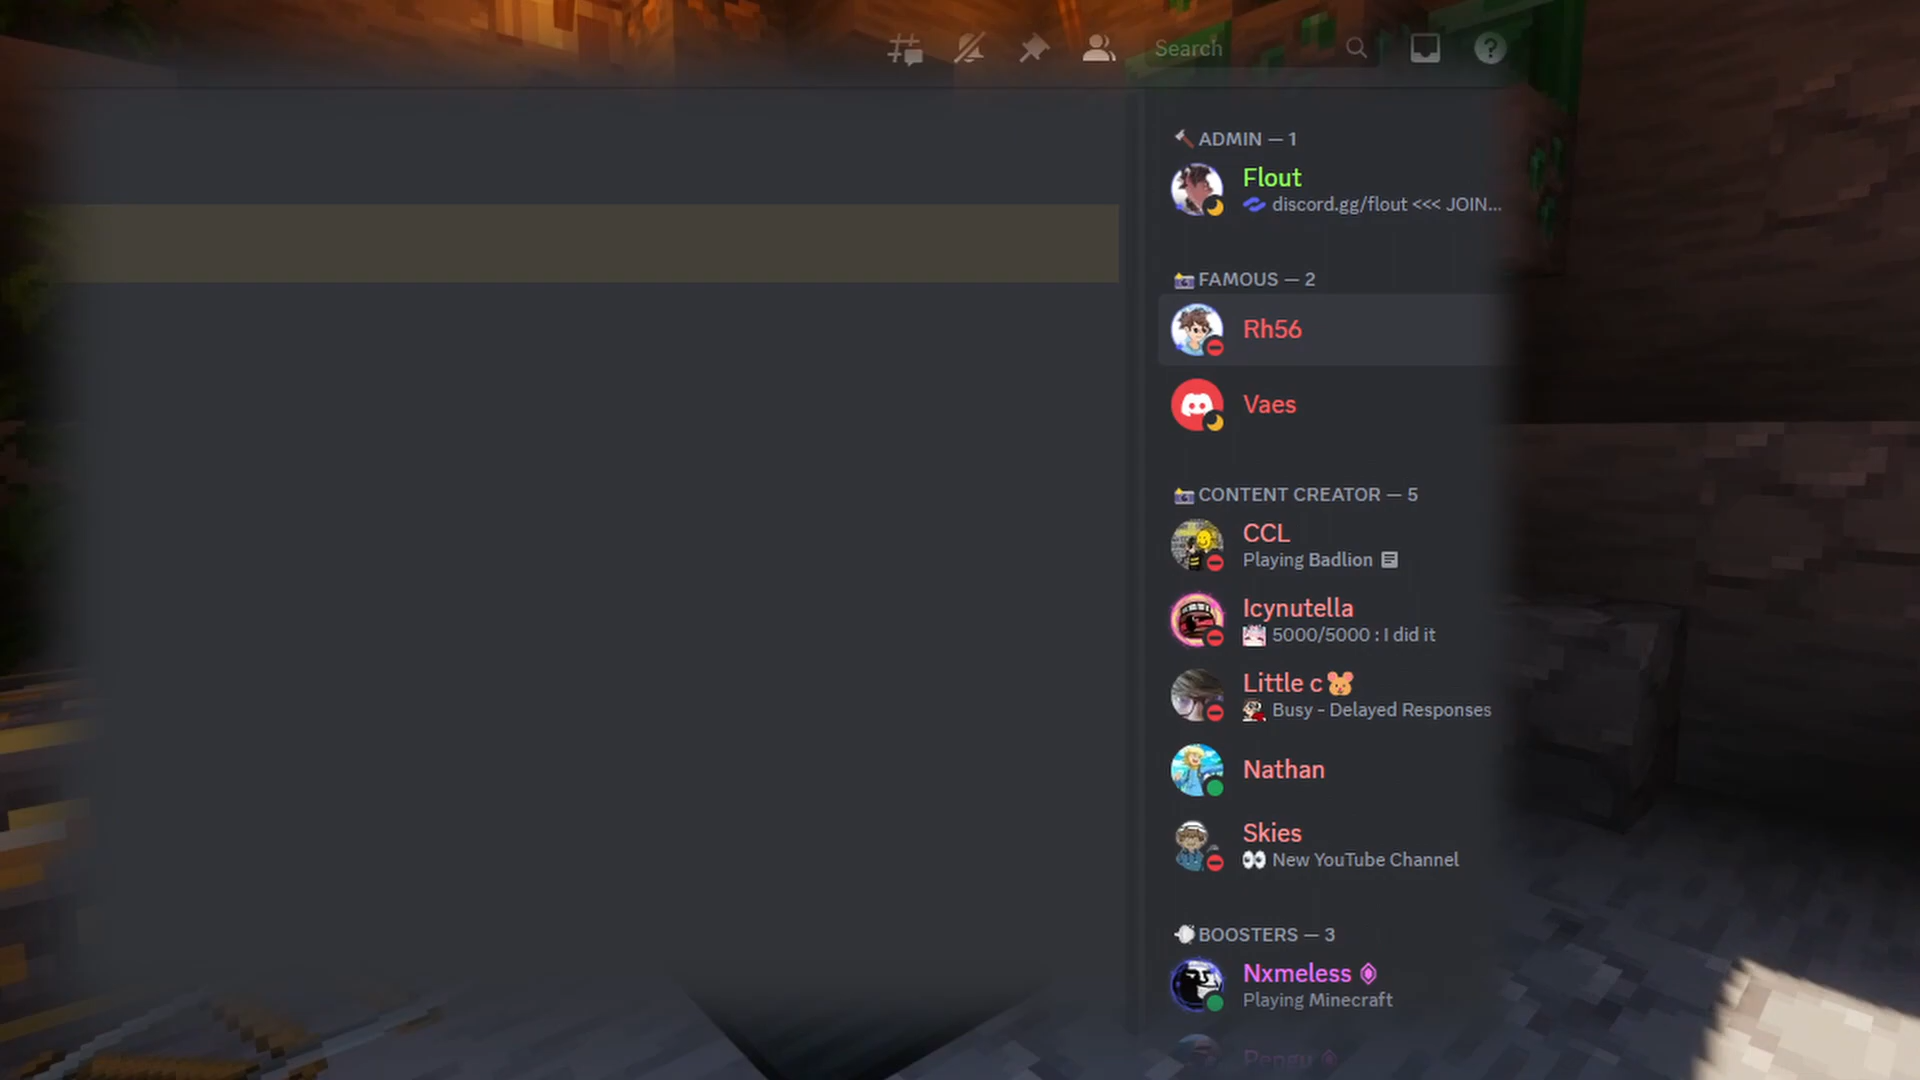 Search
ADMIN — 1
Flout
discord.gg/flout <<< JOIN...
FAMOUS — 2
Rh56
Vaes
CONTENT CREATOR — 5
CCL
Playing Badlion
Icynutella
5000/5000 : I did it
Little c
Busy - Delayed Responses
Nathan
Skies
New YouTube Channel
BOOSTERS — 3
Nxmeless
Playing Minecraft
Pengu